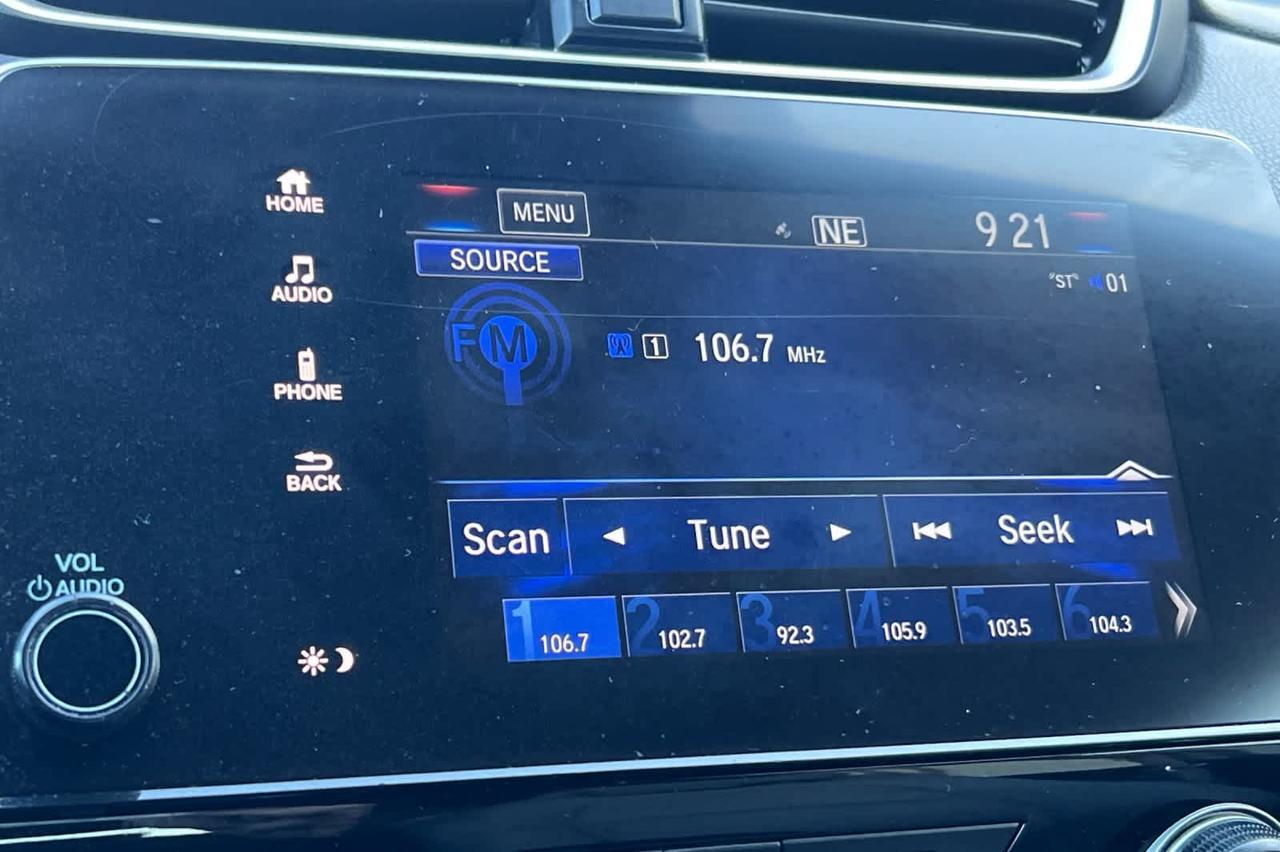 HOME
MENU
NE
9 21
SOURCE
AUDIO
"ST" 01
FM
1 106.7 MHz
PHONE
BACK
Scan Tune Seek
VOL
AUDIO
1 106.7
2 102.7
3 92.3
4 105.9
5 103.5
6 104.3